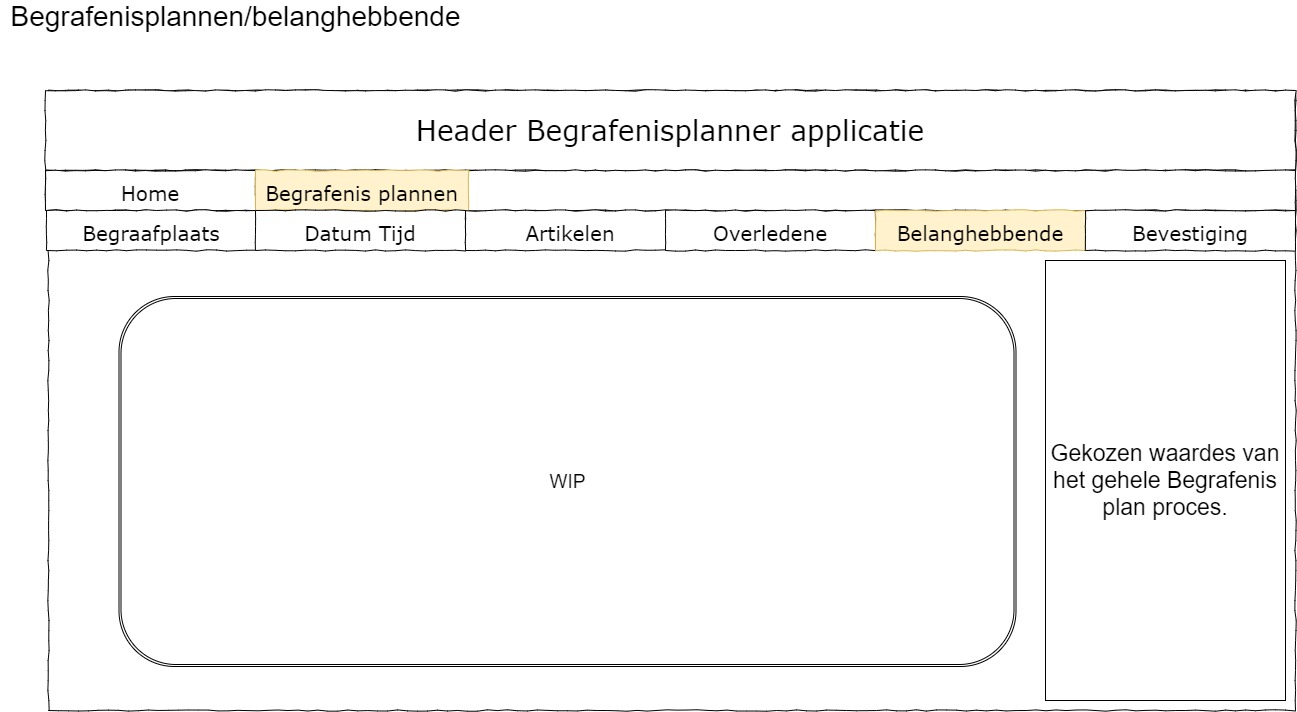 Begrafenisplannen/belanghebbende
Header Begrafenisplanner applicatie
Home
Begrafenis plannen
Begraafplaats
Datum Tijd
Artikelen
Overledene
Belanghebbende
Bevestiging
WIP
Gekozen waardes van
het gehele Begrafenis
plan proces.